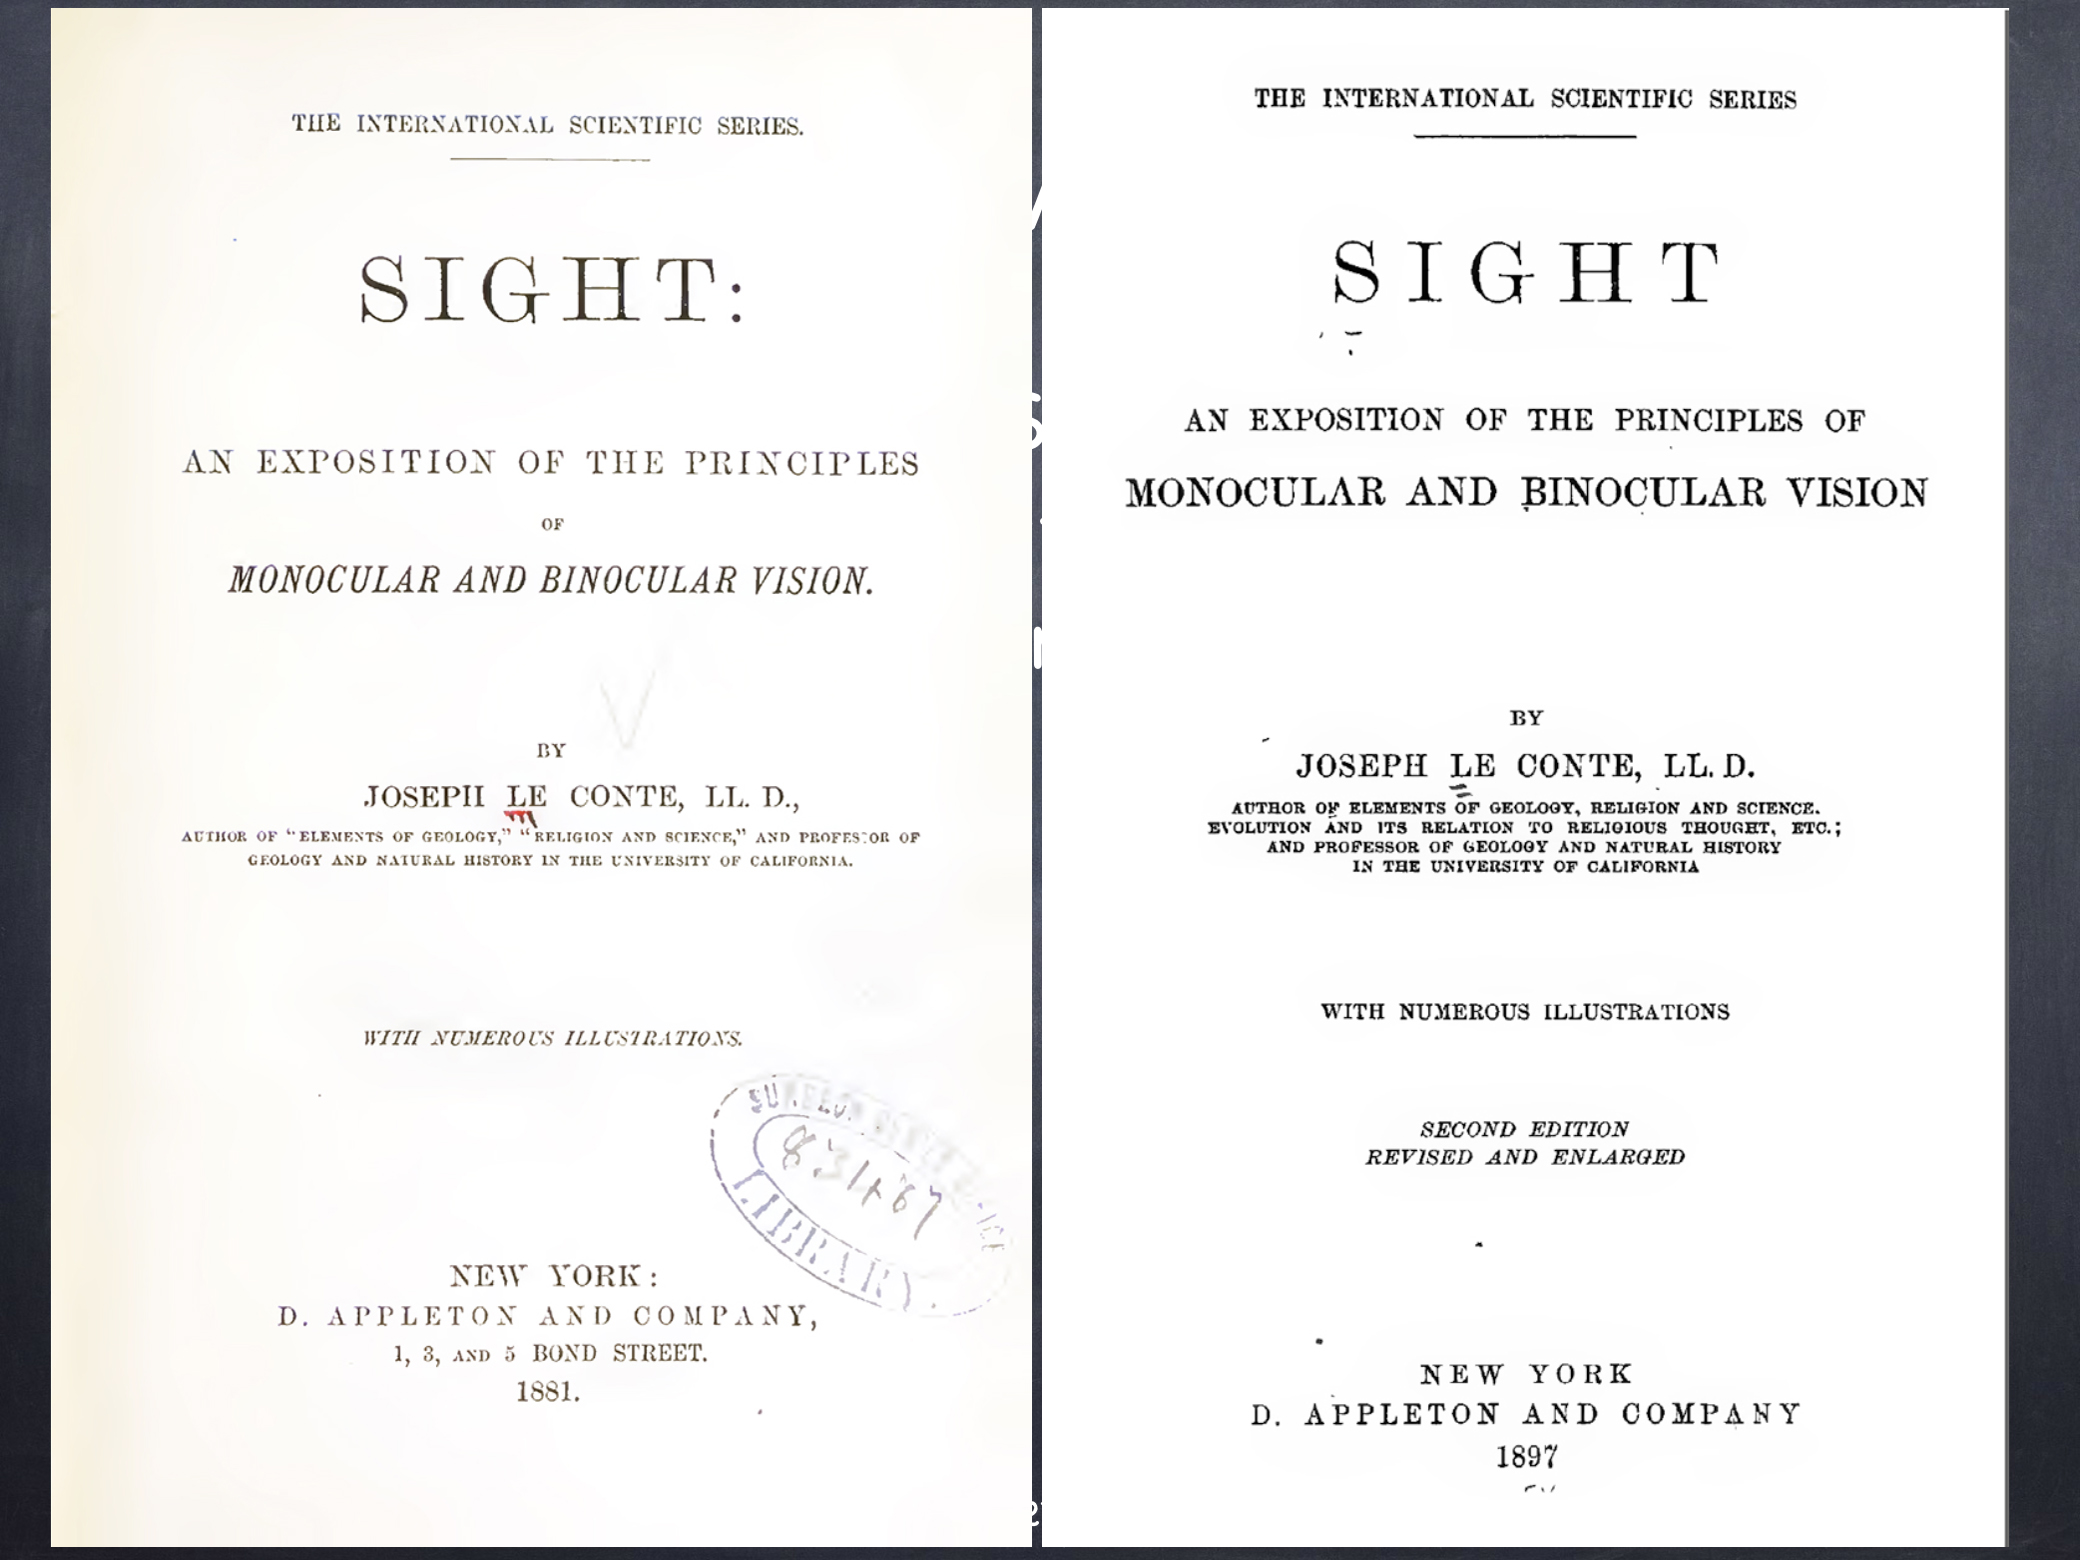 THE INTERNATIONAL SCIENTIFIC SERIES.
SIGHT:
AN EXPOSITION OF THE PRINCIPLES
OF
MONOCULAR AND BINOCULAR VISION.
BY
JOSEPH LE CONTE, LL. D.,
AUTHOR OF "ELEMENTS OF GEOLOGY," "RELIGION AND SCIENCE," AND PROFESSOR OF
GEOLOGY AND NATURAL HISTORY IN THE UNIVERSITY OF CALIFORNIA.
WITH NUMEROUS ILLUSTRATIONS.
LIBRARY.
NEW YORK:
D. APPLETON AND COMPANY,
1, 3, AND 5 BOND STREET.
1881.
THE INTERNATIONAL SCIENTIFIC SERIES
SIGHT
AN EXPOSITION OF THE PRINCIPLES OF
MONOCULAR AND BINOCULAR VISION
BY
JOSEPH LE CONTE, LL. D.
AUTHOR OF ELEMENTS OF GEOLOGY, RELIGION AND SCIENCE.
EVOLUTION AND ITS RELATION TO RELIGIOUS THOUGHT, ETC.;
AND PROFESSOR OF GEOLOGY AND NATURAL HISTORY
IN THE UNIVERSITY OF CALIFORNIA
WITH NUMEROUS ILLUSTRATIONS
SECOND EDITION
REVISED AND ENLARGED
NEW YORK
D. APPLETON AND COMPANY
1897